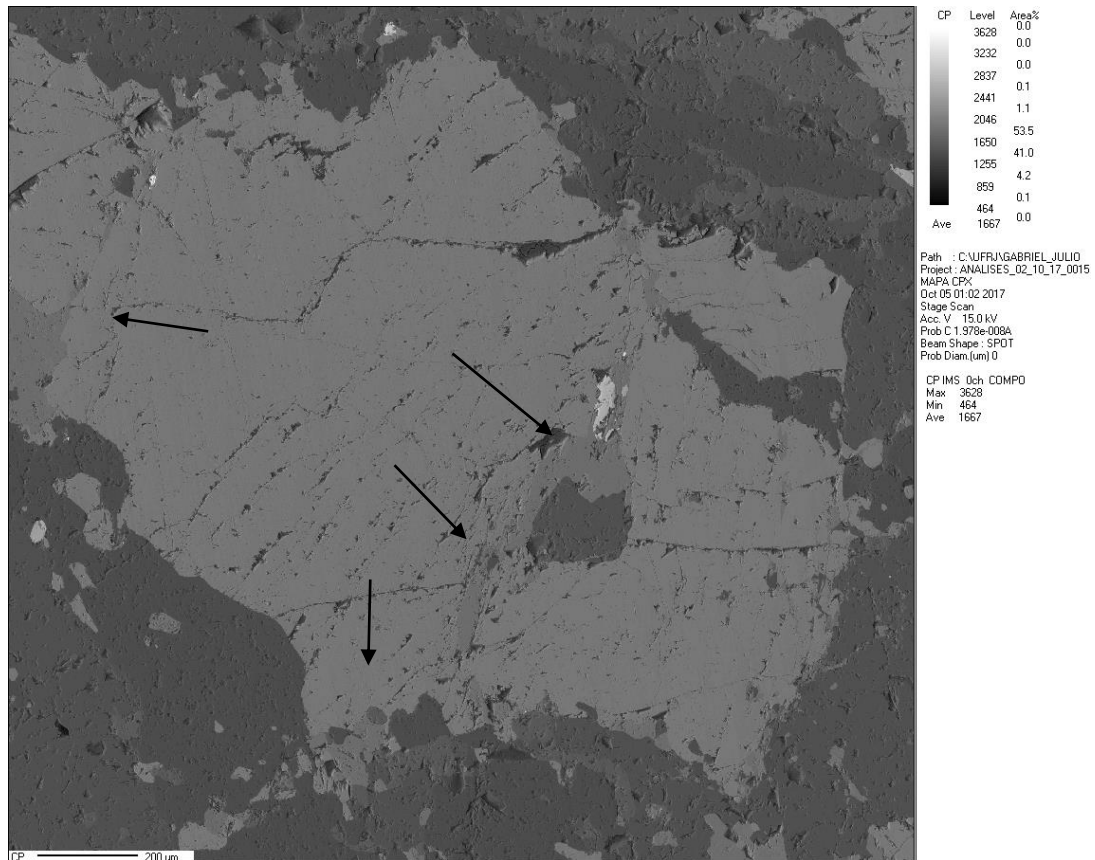 CP Level Area%
0.0
3628
0.0
3232
0.0
2837
0.1
2441
1.1
2046
53.5
1650
41.0
1255
4.2
859
0.1
464
0.0
Ave 1667
Path : C:\UFRJ\GABRIEL_JULIO
Project : ANALISES_02_10_17_0015
MAPA CPX
Oct 05 01:02 2017
Stage Scan
Acc. V 15.0 kV
Prob C 1.978e-008A
Beam Shape : SPOT
Prob Diam.(um) 0
CP IMS 0ch COMPO
Max 3628
Min 464
Ave 1667
CP 200 um